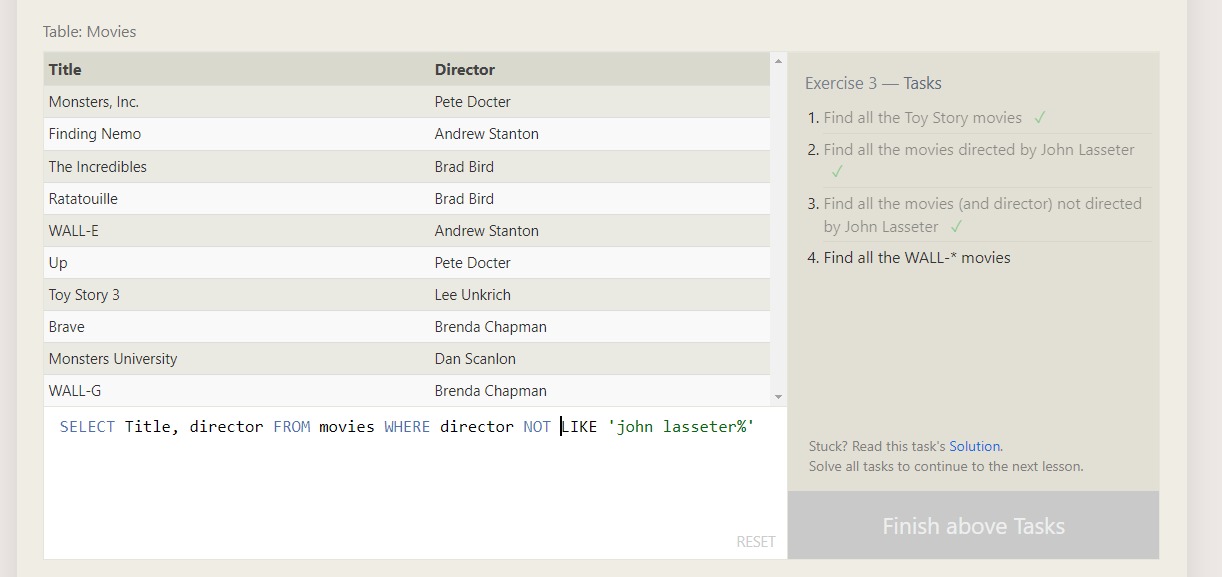 Table: Movies
Title Director
Monsters, Inc. Pete Docter
Finding Nemo Andrew Stanton
The Incredibles Brad Bird
Ratatouille Brad Bird
WALL-E Andrew Stanton
Up Pete Docter
Toy Story 3 Lee Unkrich
Brave Brenda Chapman
Monsters University Dan Scanlon
WALL-G Brenda Chapman
SELECT Title, director FROM movies WHERE director NOT LIKE 'john lasseter%'
RESET
Exercise 3 — Tasks
1. Find all the Toy Story movies ✓
2. Find all the movies directed by John Lasseter
✓
3. Find all the movies (and director) not directed
by John Lasseter ✓
4. Find all the WALL-* movies
Stuck? Read this task's Solution.
Solve all tasks to continue to the next lesson.
Finish above Tasks